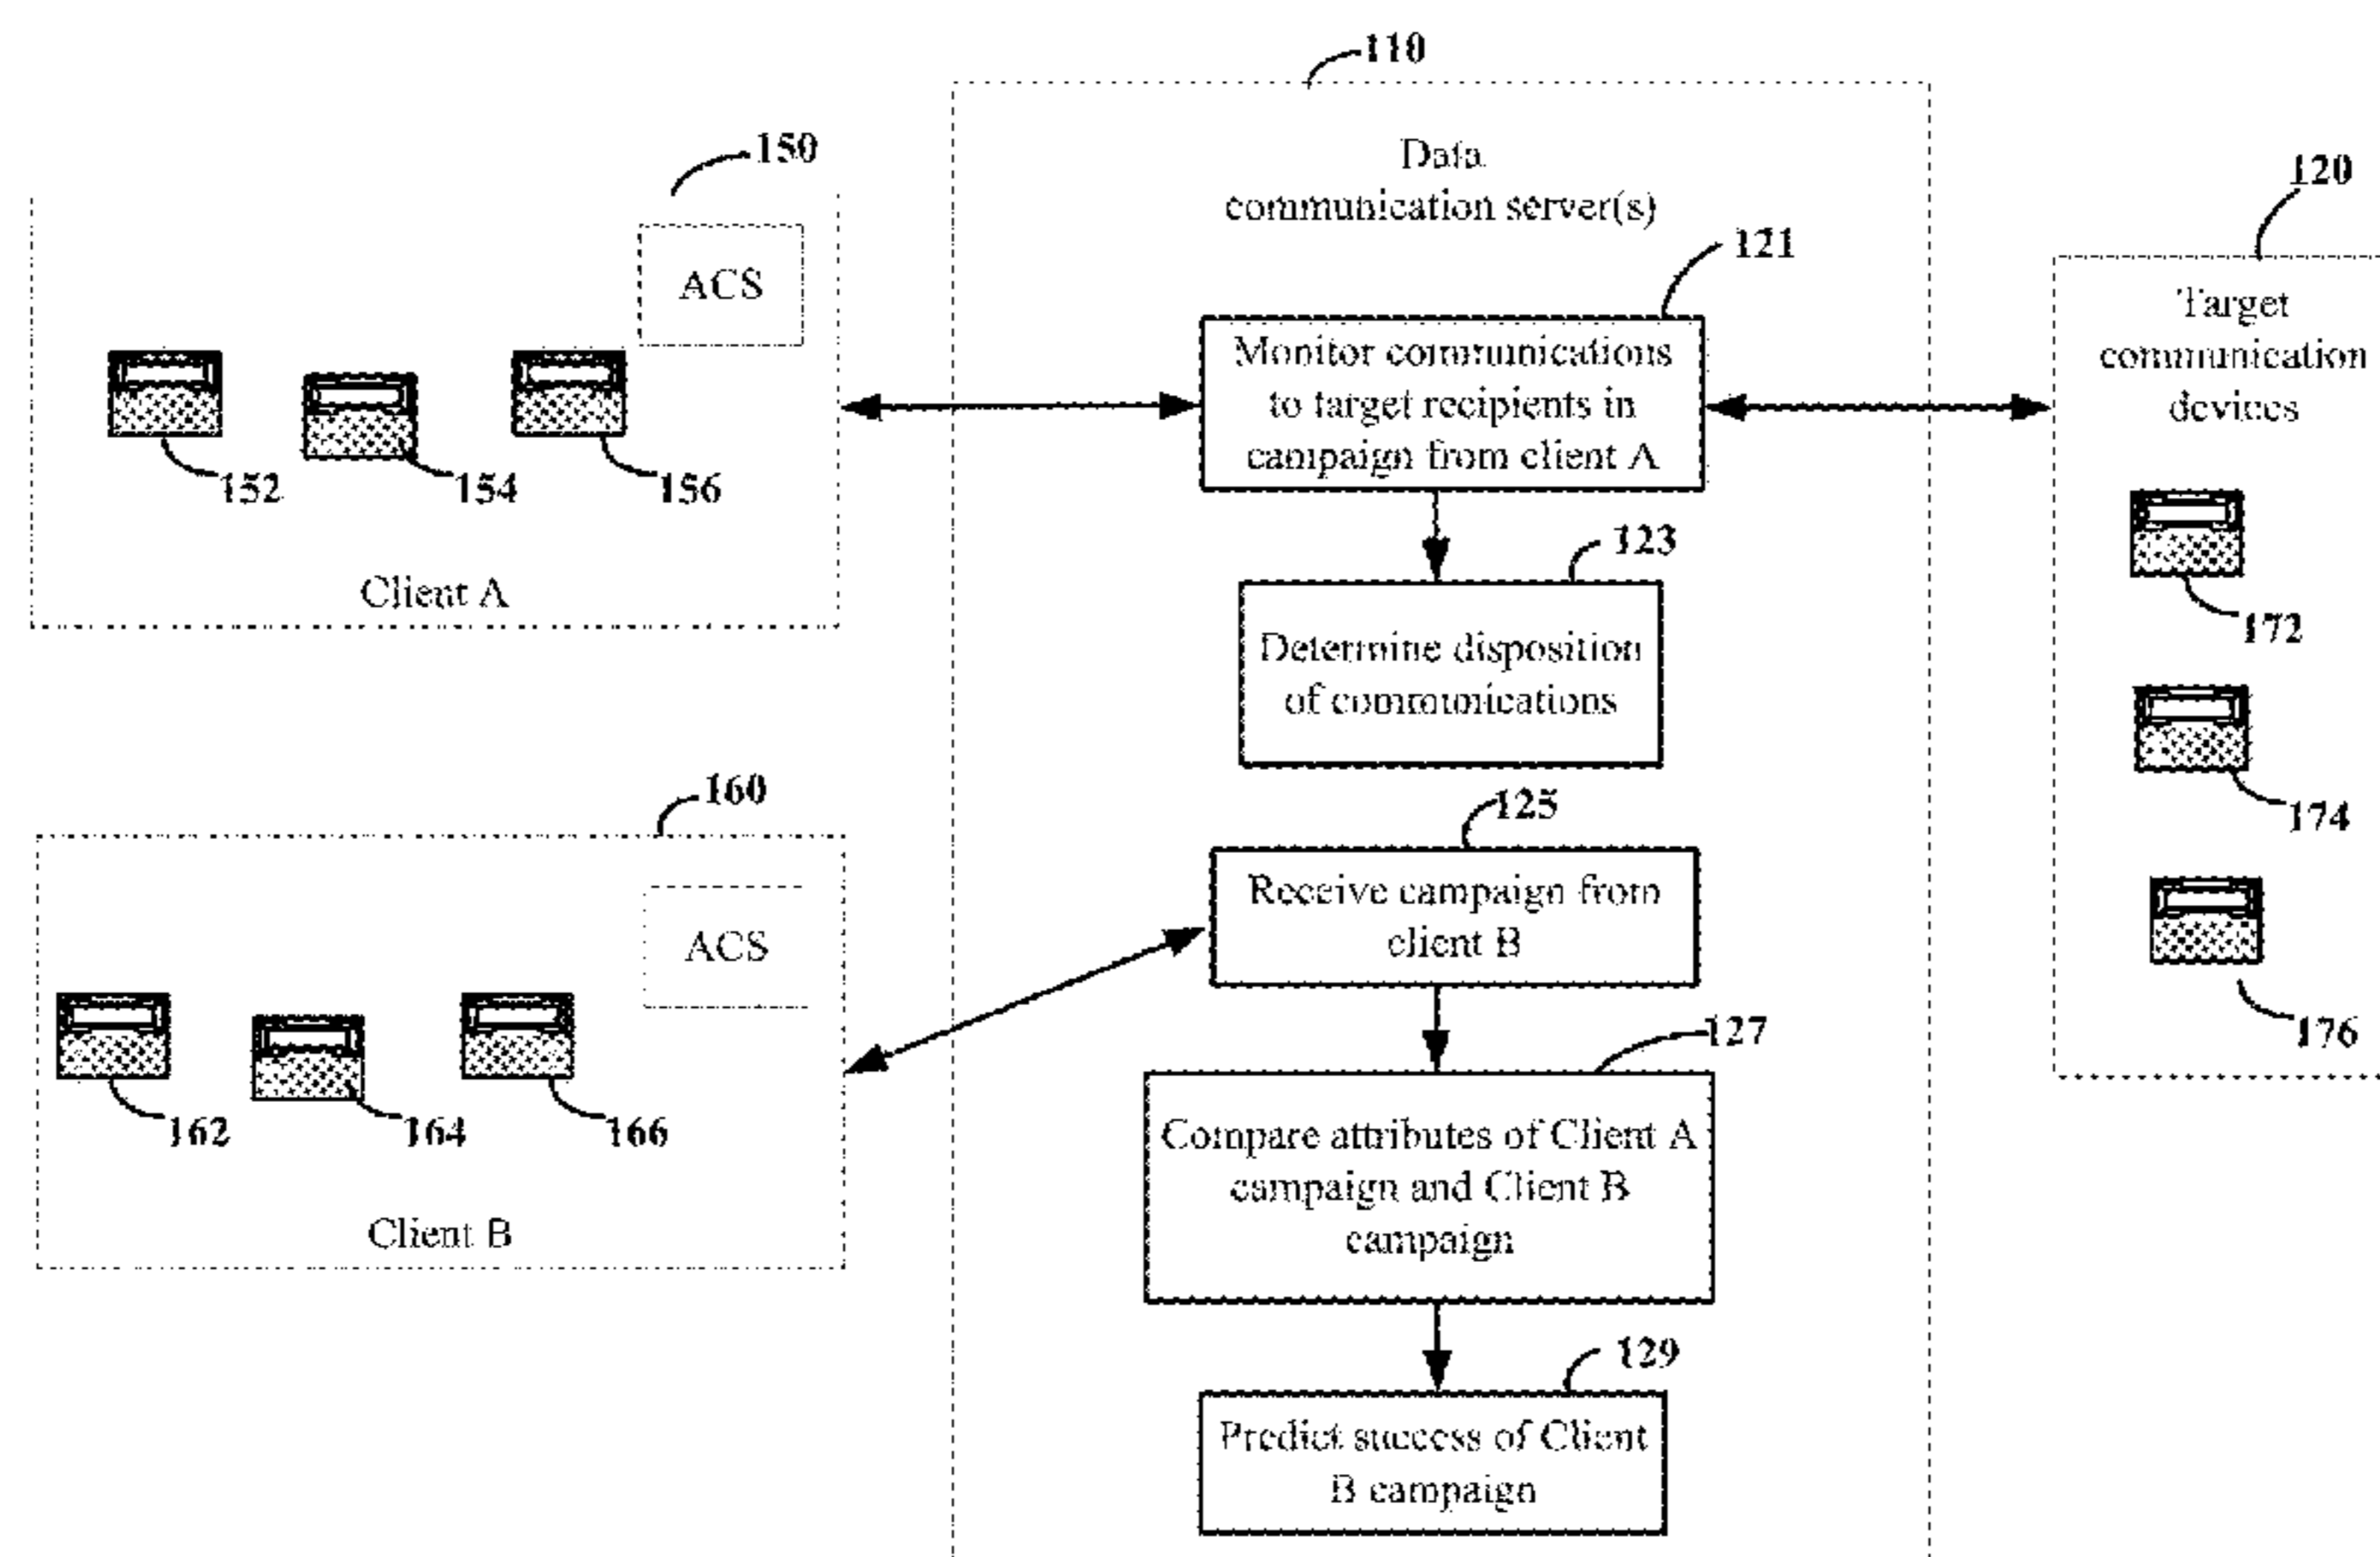 110
150
Data
communication server(s)
120
ACS
121
Target
communication
devices
Monitor communications
to target recipients in
campaign from client A
152
154
156
Client A
123
172
Determine disposition
of communications
174
160
125
ACS
Receive campaign from
client B
176
162
164
166
127
Compare attributes of Client A
campaign and Client B
campaign
Client B
129
Predict success of Client
B campaign